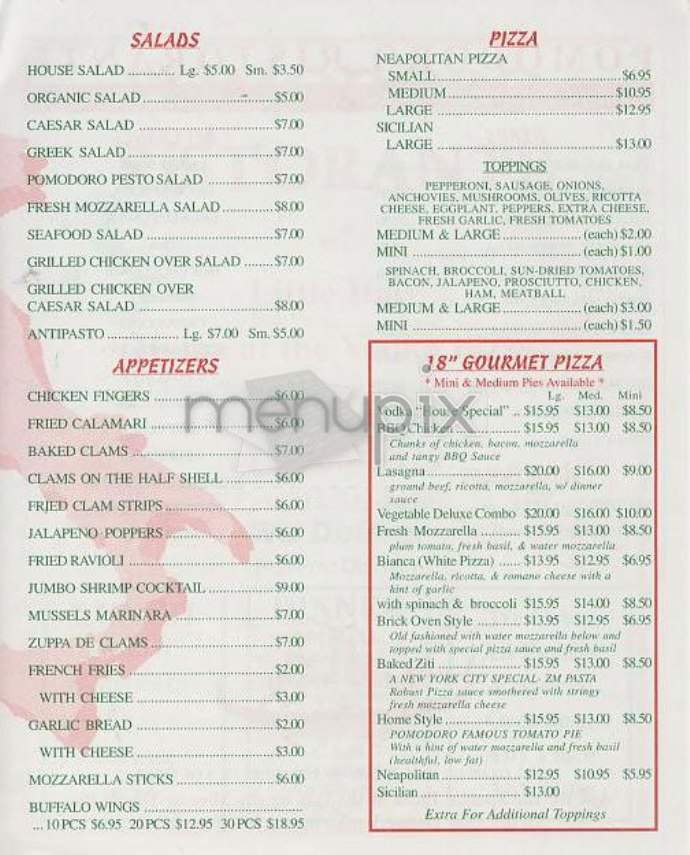 SALADS
HOUSE SALAD ............ Lg. $5.00 Sm. $3.50
ORGANIC SALAD ........................... $5.00
CAESAR SALAD ........................... $7.00
GREEK SALAD ........................... $7.00
POMODORO PESTO SALAD ............. $7.00
FRESH MOZZARELLA SALAD ........... $8.00
SEAFOOD SALAD ........................ $7.00
GRILLED CHICKEN OVER SALAD ....... $7.00
GRILLED CHICKEN OVER
CAESAR SALAD ........................... $8.00
ANTIPASTO ................... Lg. $7.00 Sm. $5.00
APPETIZERS
CHICKEN FINGERS ........................ $6.00
FRIED CALAMARI ........................ $6.00
BAKED CLAMS ........................... $7.00
CLAMS ON THE HALF SHELL ............ $6.00
FRIED CLAM STRIPS ...................... $6.00
JALAPENO POPPERS ...................... $6.00
FRIED RAVIOLI ........................... $6.00
JUMBO SHRIMP COCKTAIL ............... $9.00
MUSSELS MARINARA .................... $7.00
ZUPPA DE CLAMS ........................ $7.00
FRENCH FRIES ........................... $2.00
WITH CHEESE ........................... $3.00
GARLIC BREAD ........................... $2.00
WITH CHEESE ........................... $3.00
MOZZARELLA STICKS .................... $6.00
BUFFALO WINGS ...........................
... 10 PCS $6.95 20 PCS $12.95 30 PCS $18.95
PIZZA
NEAPOLITAN PIZZA
SMALL ................................. $6.95
MEDIUM ................................ $10.95
LARGE ................................. $12.95
SICILIAN
LARGE ................................. $13.00
TOPPINGS
PEPPERONI, SAUSAGE, ONIONS,
ANCHOVIES, MUSHROOMS, OLIVES, RICOTTA
CHEESE, EGGPLANT, PEPPERS, EXTRA CHEESE,
FRESH GARLIC, FRESH TOMATOES
MEDIUM & LARGE ............... (each) $2.00
MINI ................................ (each) $1.00
SPINACH, BROCCOLI, SUN-DRIED TOMATOES,
BACON, JALAPENO, PROSCIUTTO, CHICKEN,
HAM, MEATBALL
MEDIUM & LARGE ............... (each) $3.00
MINI ................................ (each) $1.50
18" GOURMET PIZZA
* Mini & Medium Pies Available *
Lg. Med. Mini
Vodka "House Special" .. $15.95 $13.00 $8.50
BBQ Chicken ............ $15.95 $13.00 $8.50
Chunks of chicken, bacon, mozzarella
and tangy BBQ Sauce
Lasagna ...................... $20.00 $16.00 $9.00
ground beef, ricotta, mozzarella, w/ dinner
sauce
Vegetable Deluxe Combo $20.00 $16.00 $10.00
Fresh Mozzarella ......... $15.95 $13.00 $8.50
plum tomato, fresh basil, & water mozzarella
Bianca (White Pizza) ..... $13.95 $12.95 $6.95
Mozzarella, ricotta, & romano cheese with a
hint of garlic
with spinach & broccoli $15.95 $14.00 $8.50
Brick Oven Style ........... $13.95 $12.95 $6.95
Old fashioned with water mozzarella below and
topped with special pizza sauce and fresh basil
Baked Ziti .................... $15.95 $13.00 $8.50
A NEW YORK CITY SPECIAL- ZM PASTA
Robust Pizza sauce smothered with stringy
fresh mozzarella cheese
Home Style .................. $15.95 $13.00 $8.50
POMODORO FAMOUS TOMATO PIE
With a hint of water mozzarella and fresh basil
(healthful, low fat)
Neapolitan ................... $12.95 $10.95 $5.95
Sicilian ....................... $13.00
Extra For Additional Toppings
menupix